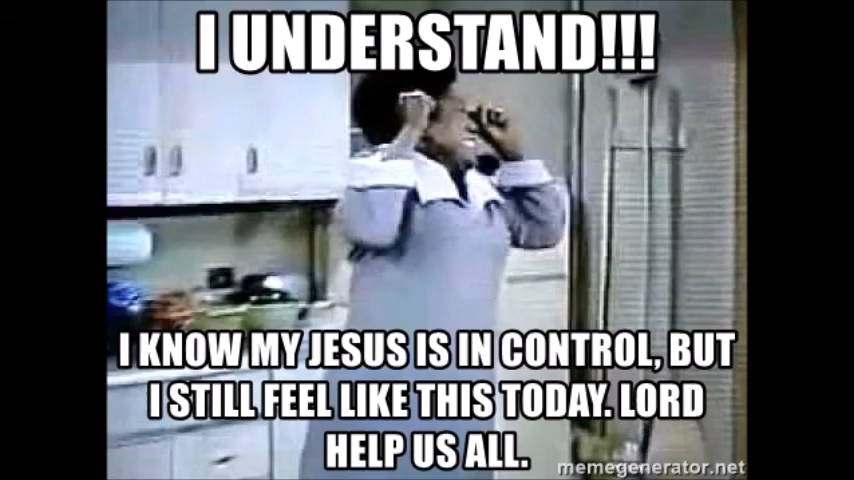 I UNDERSTAND!!!
I KNOW MY JESUS IS IN CONTROL, BUT
I STILL FEEL LIKE THIS TODAY. LORD
HELP US ALL.
memegenerator.net